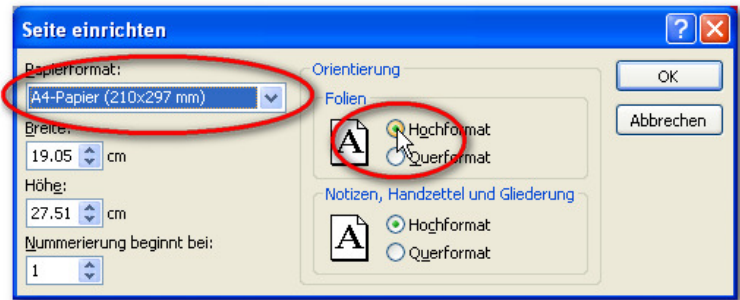 Seite einrichten
Papierformat:
A4-Papier (210x297 mm)
Breite:
19.05 cm
Höhe:
27.51 cm
Nummerierung beginnt bei:
1
Orientierung
Folien
A
Hochformat
Querformat
Notizen, Handzettel und Gliederung
A
Hochformat
Querformat
OK
Abbrechen